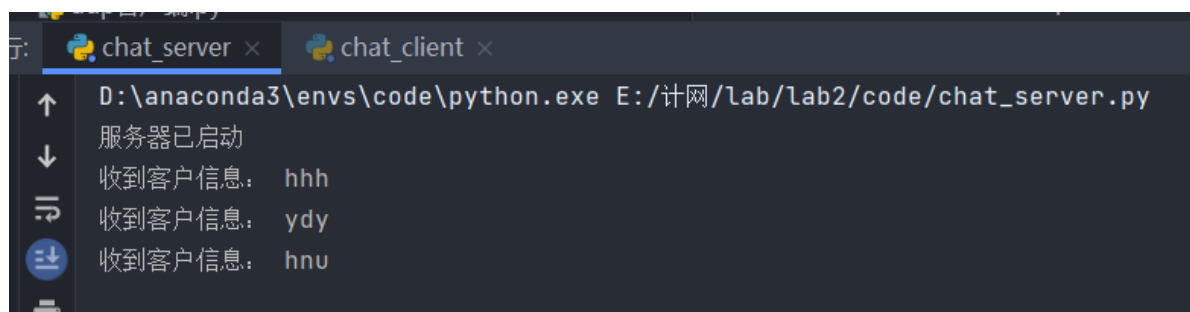 行:
chat_server ×
chat_client ×
D:\anaconda3\envs\code\python.exe E:/计网/lab/lab2/code/chat_server.py
服务器已启动
收到客户信息: hhh
收到客户信息: ydy
收到客户信息: hnu